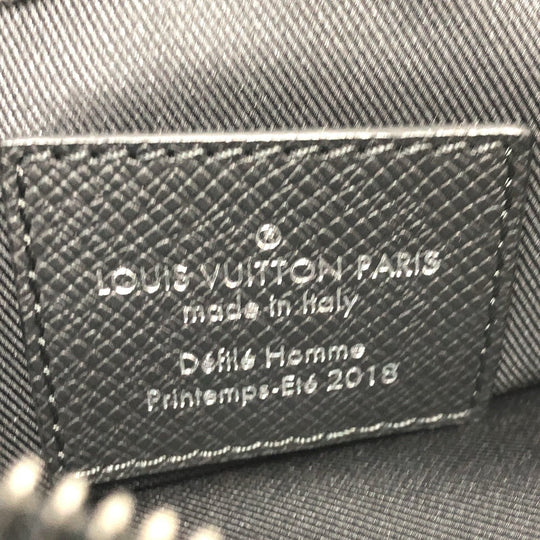 LOUIS VUITTON PARIS
made in Italy
Défilé Homme
Printemps-Eté 2018